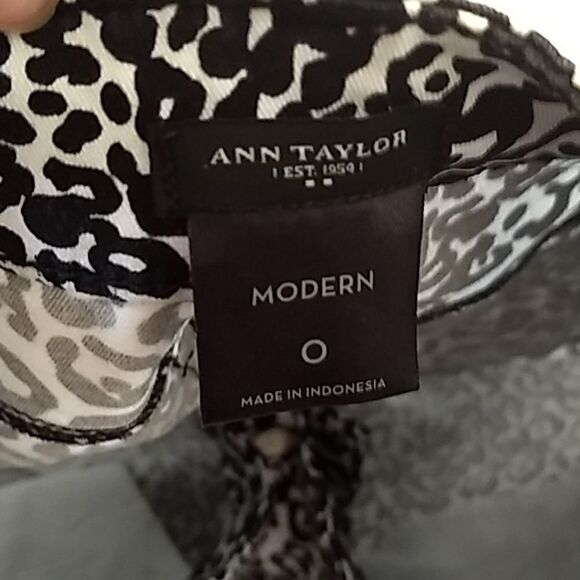 ANN TAYLOR
EST. 1954
MODERN
0
MADE IN INDONESIA